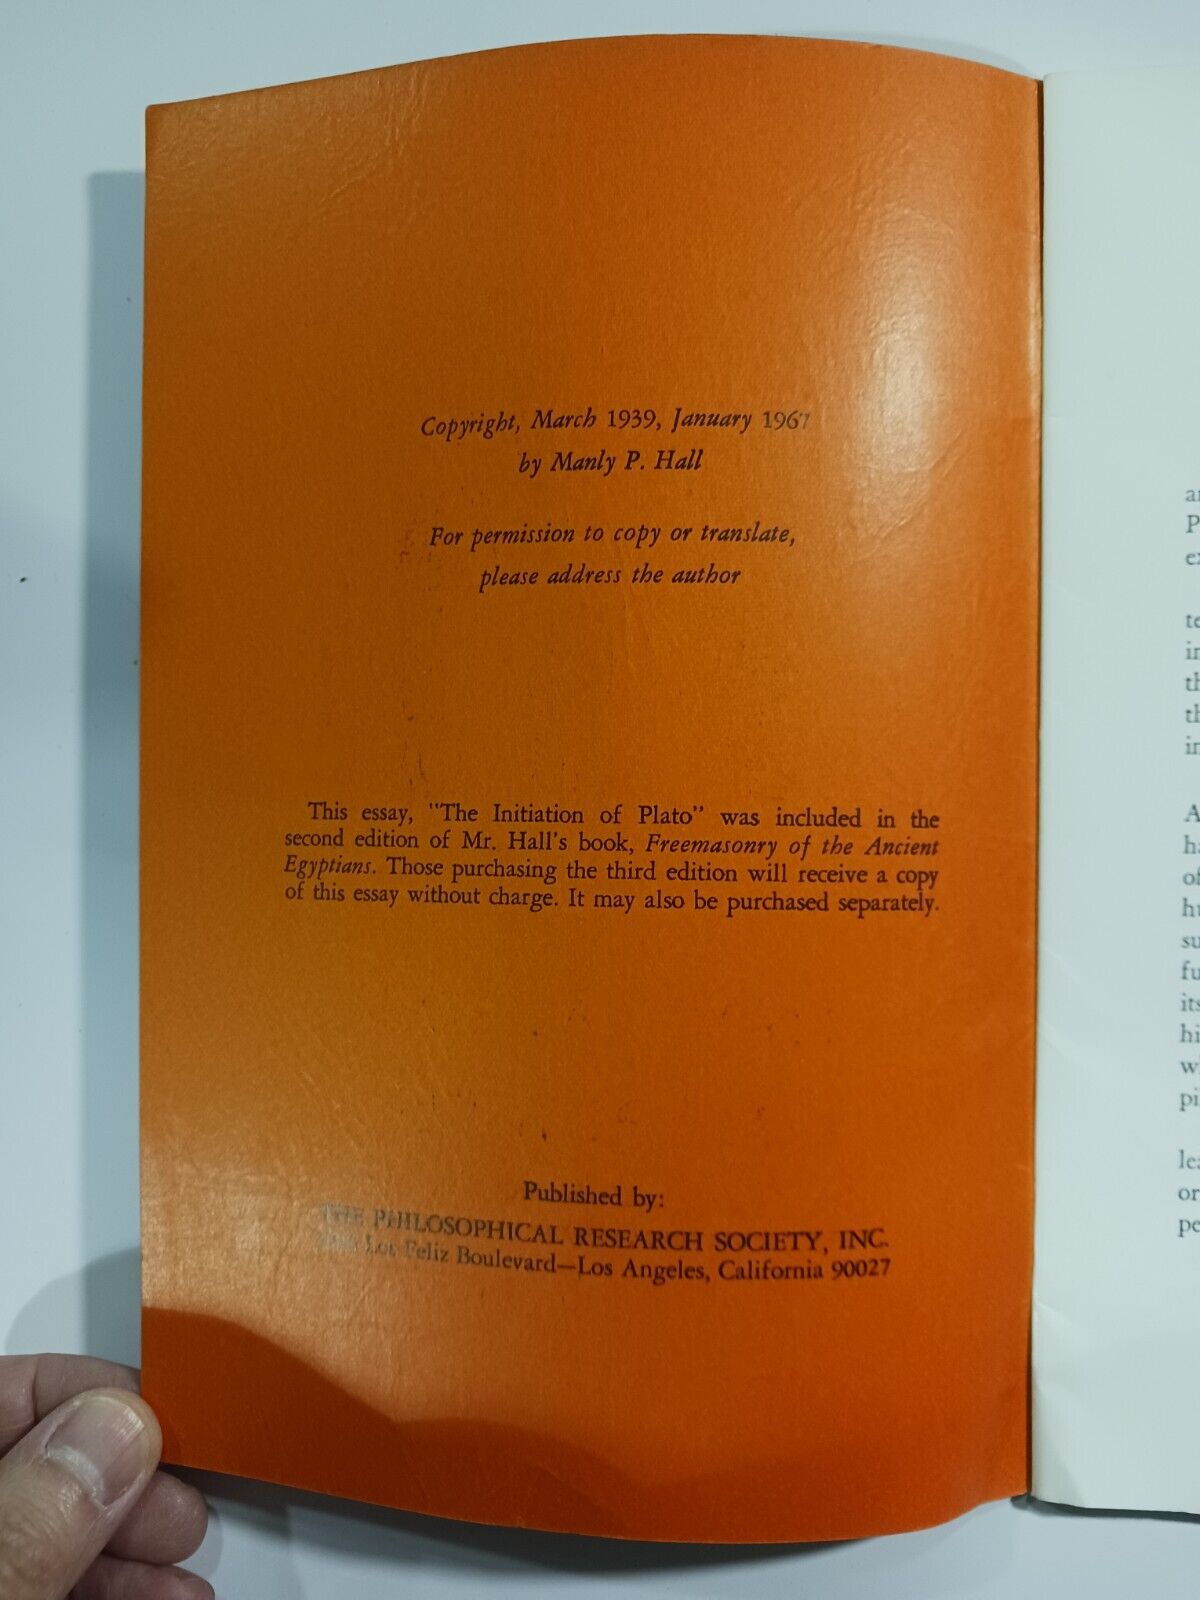 Copyright, March 1939, January 1967
by Manly P. Hall
For permission to copy or translate,
please address the author
This essay, "The Initiation of Plato" was included in the
second edition of Mr. Hall's book, Freemasonry of the Ancient
Egyptians. Those purchasing the third edition will receive a copy
of this essay without charge. It may also be purchased separately.
Published by:
THE PHILOSOPHICAL RESEARCH SOCIETY, INC.
Los Feliz Boulevard—Los Angeles, California 90027